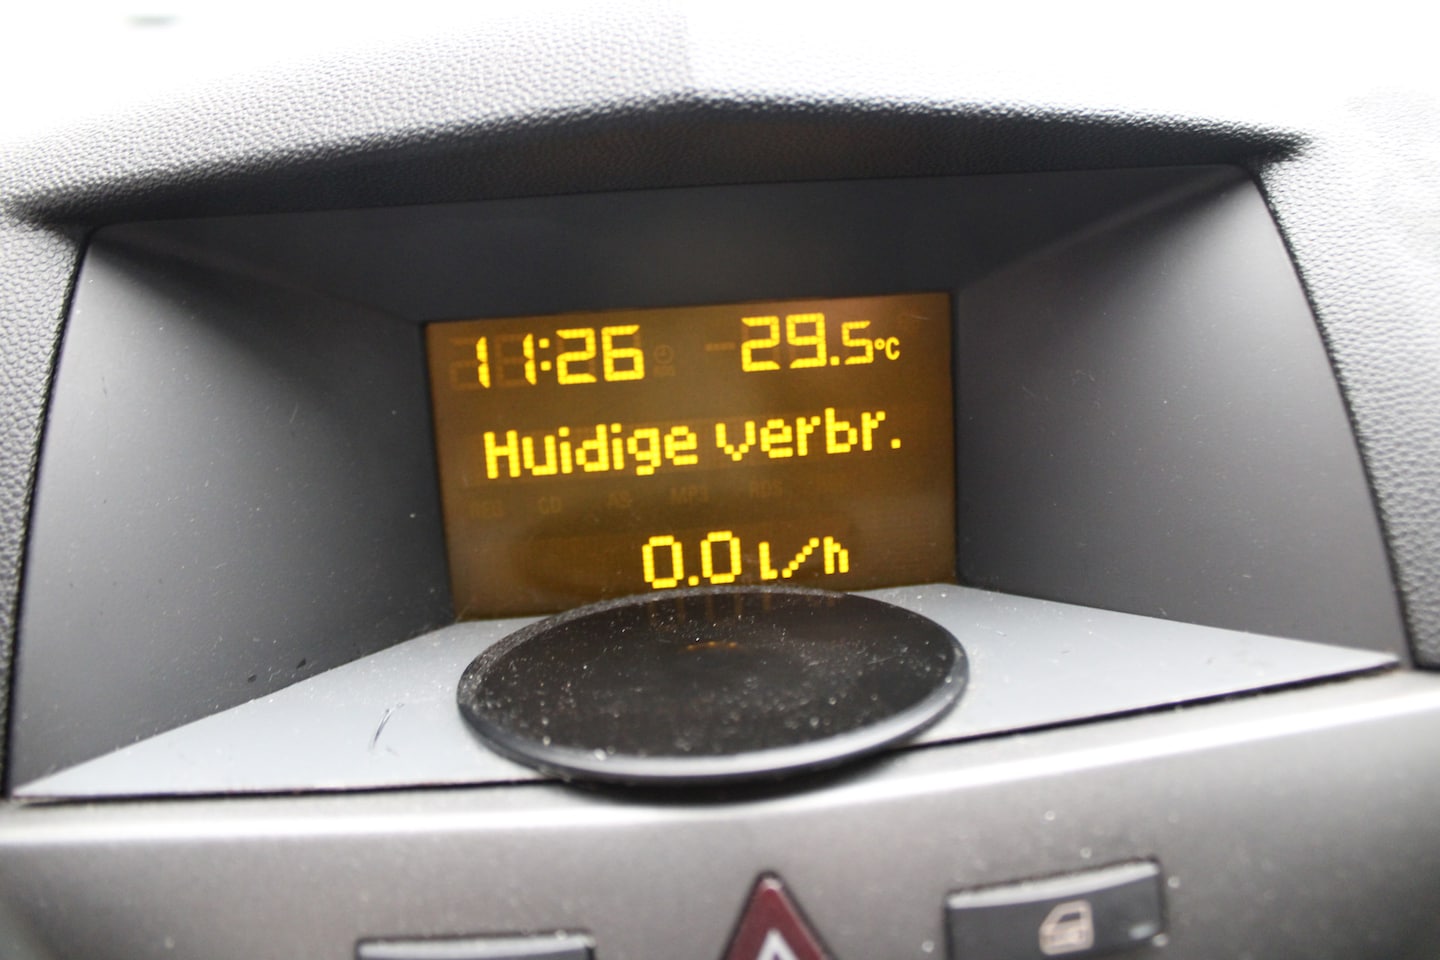 11:26 29.5°C
Huidige verbr.
0.0 l/h